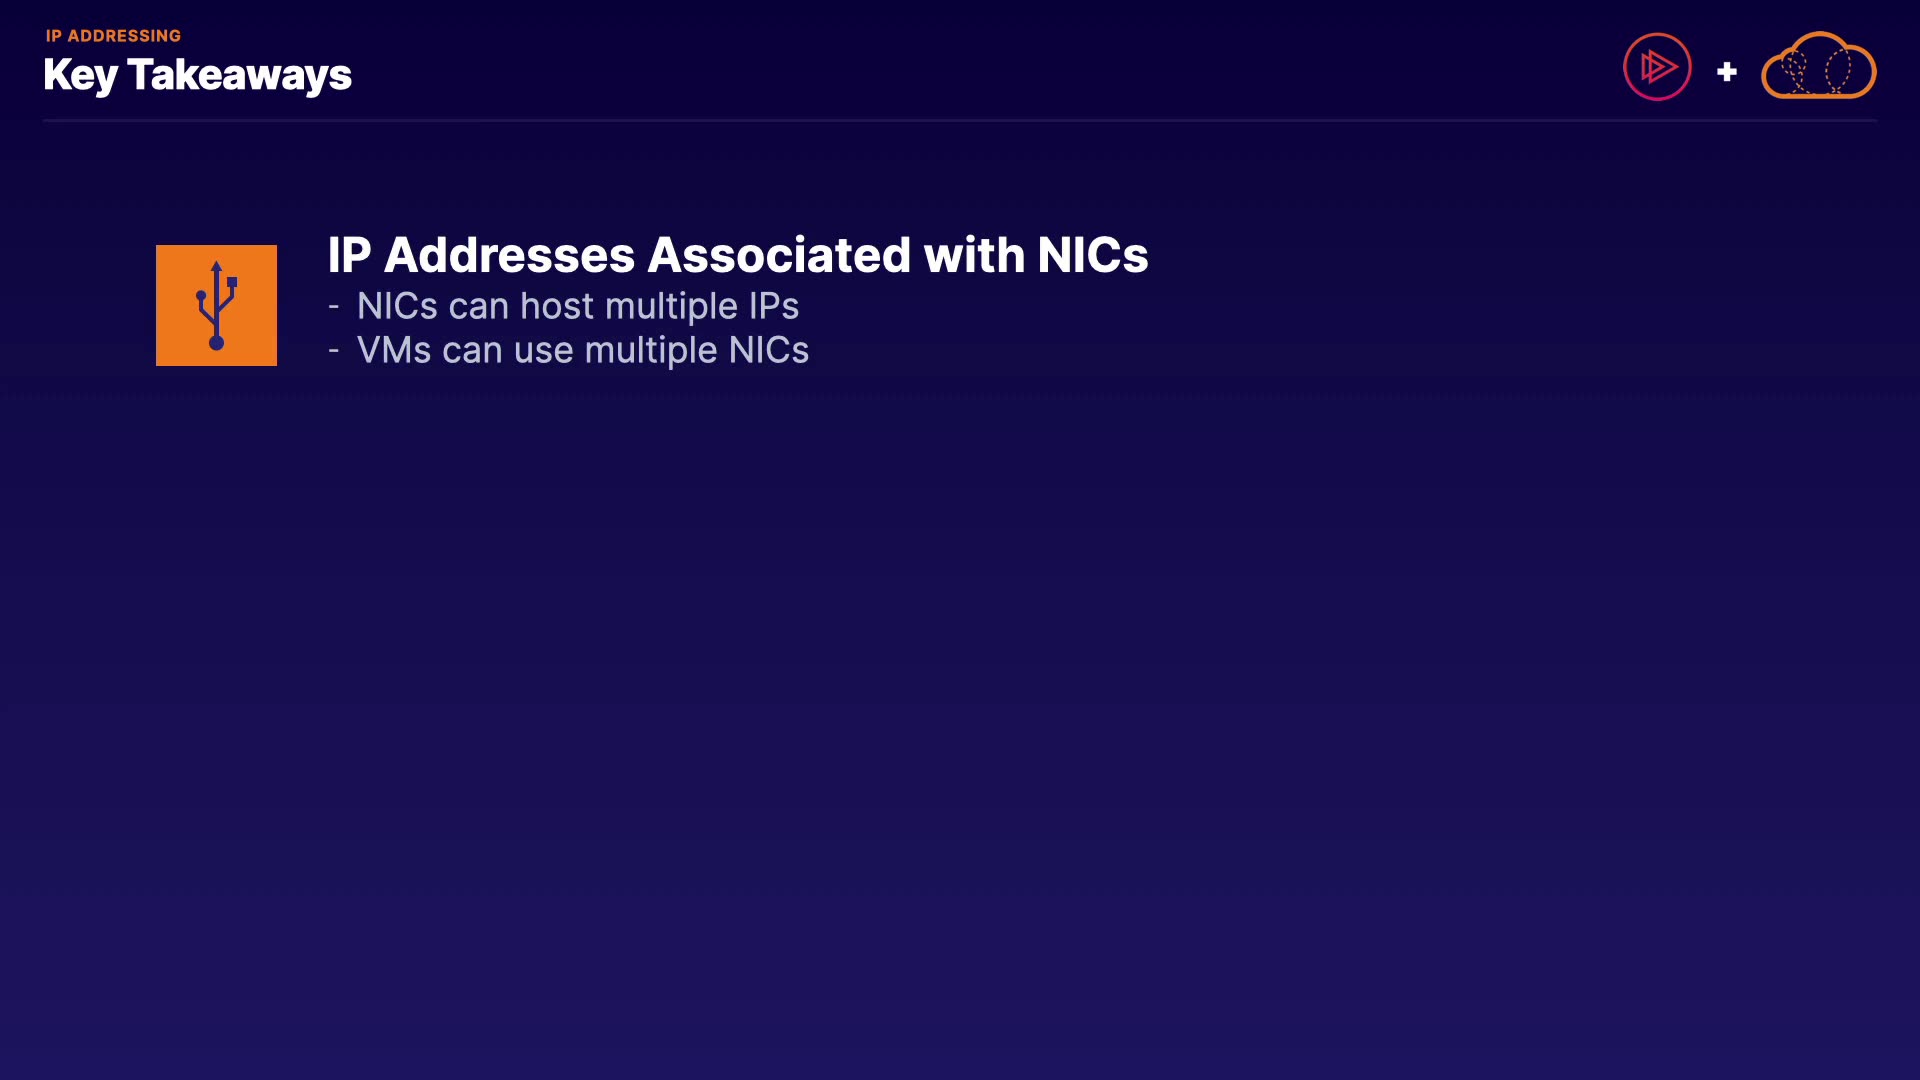 IP ADDRESSING
Key Takeaways
+
IP Addresses Associated with NICs
- NICs can host multiple IPs
- VMs can use multiple NICs